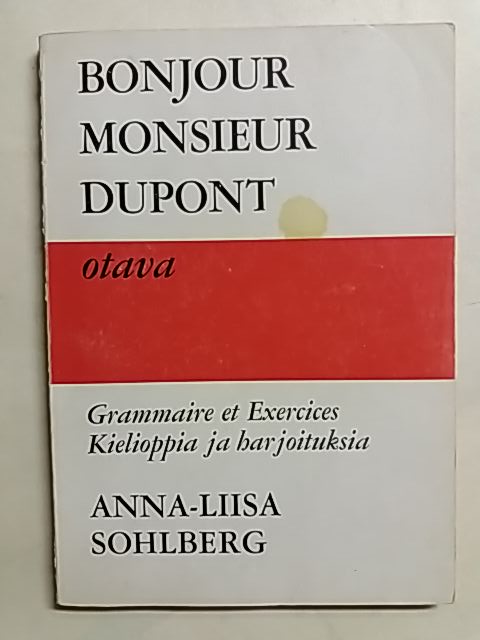 BONJOUR
MONSIEUR
DUPONT
otava
Grammaire et Exercices
Kielioppia ja harjoituksia
ANNA-LIISA
SOHLBERG